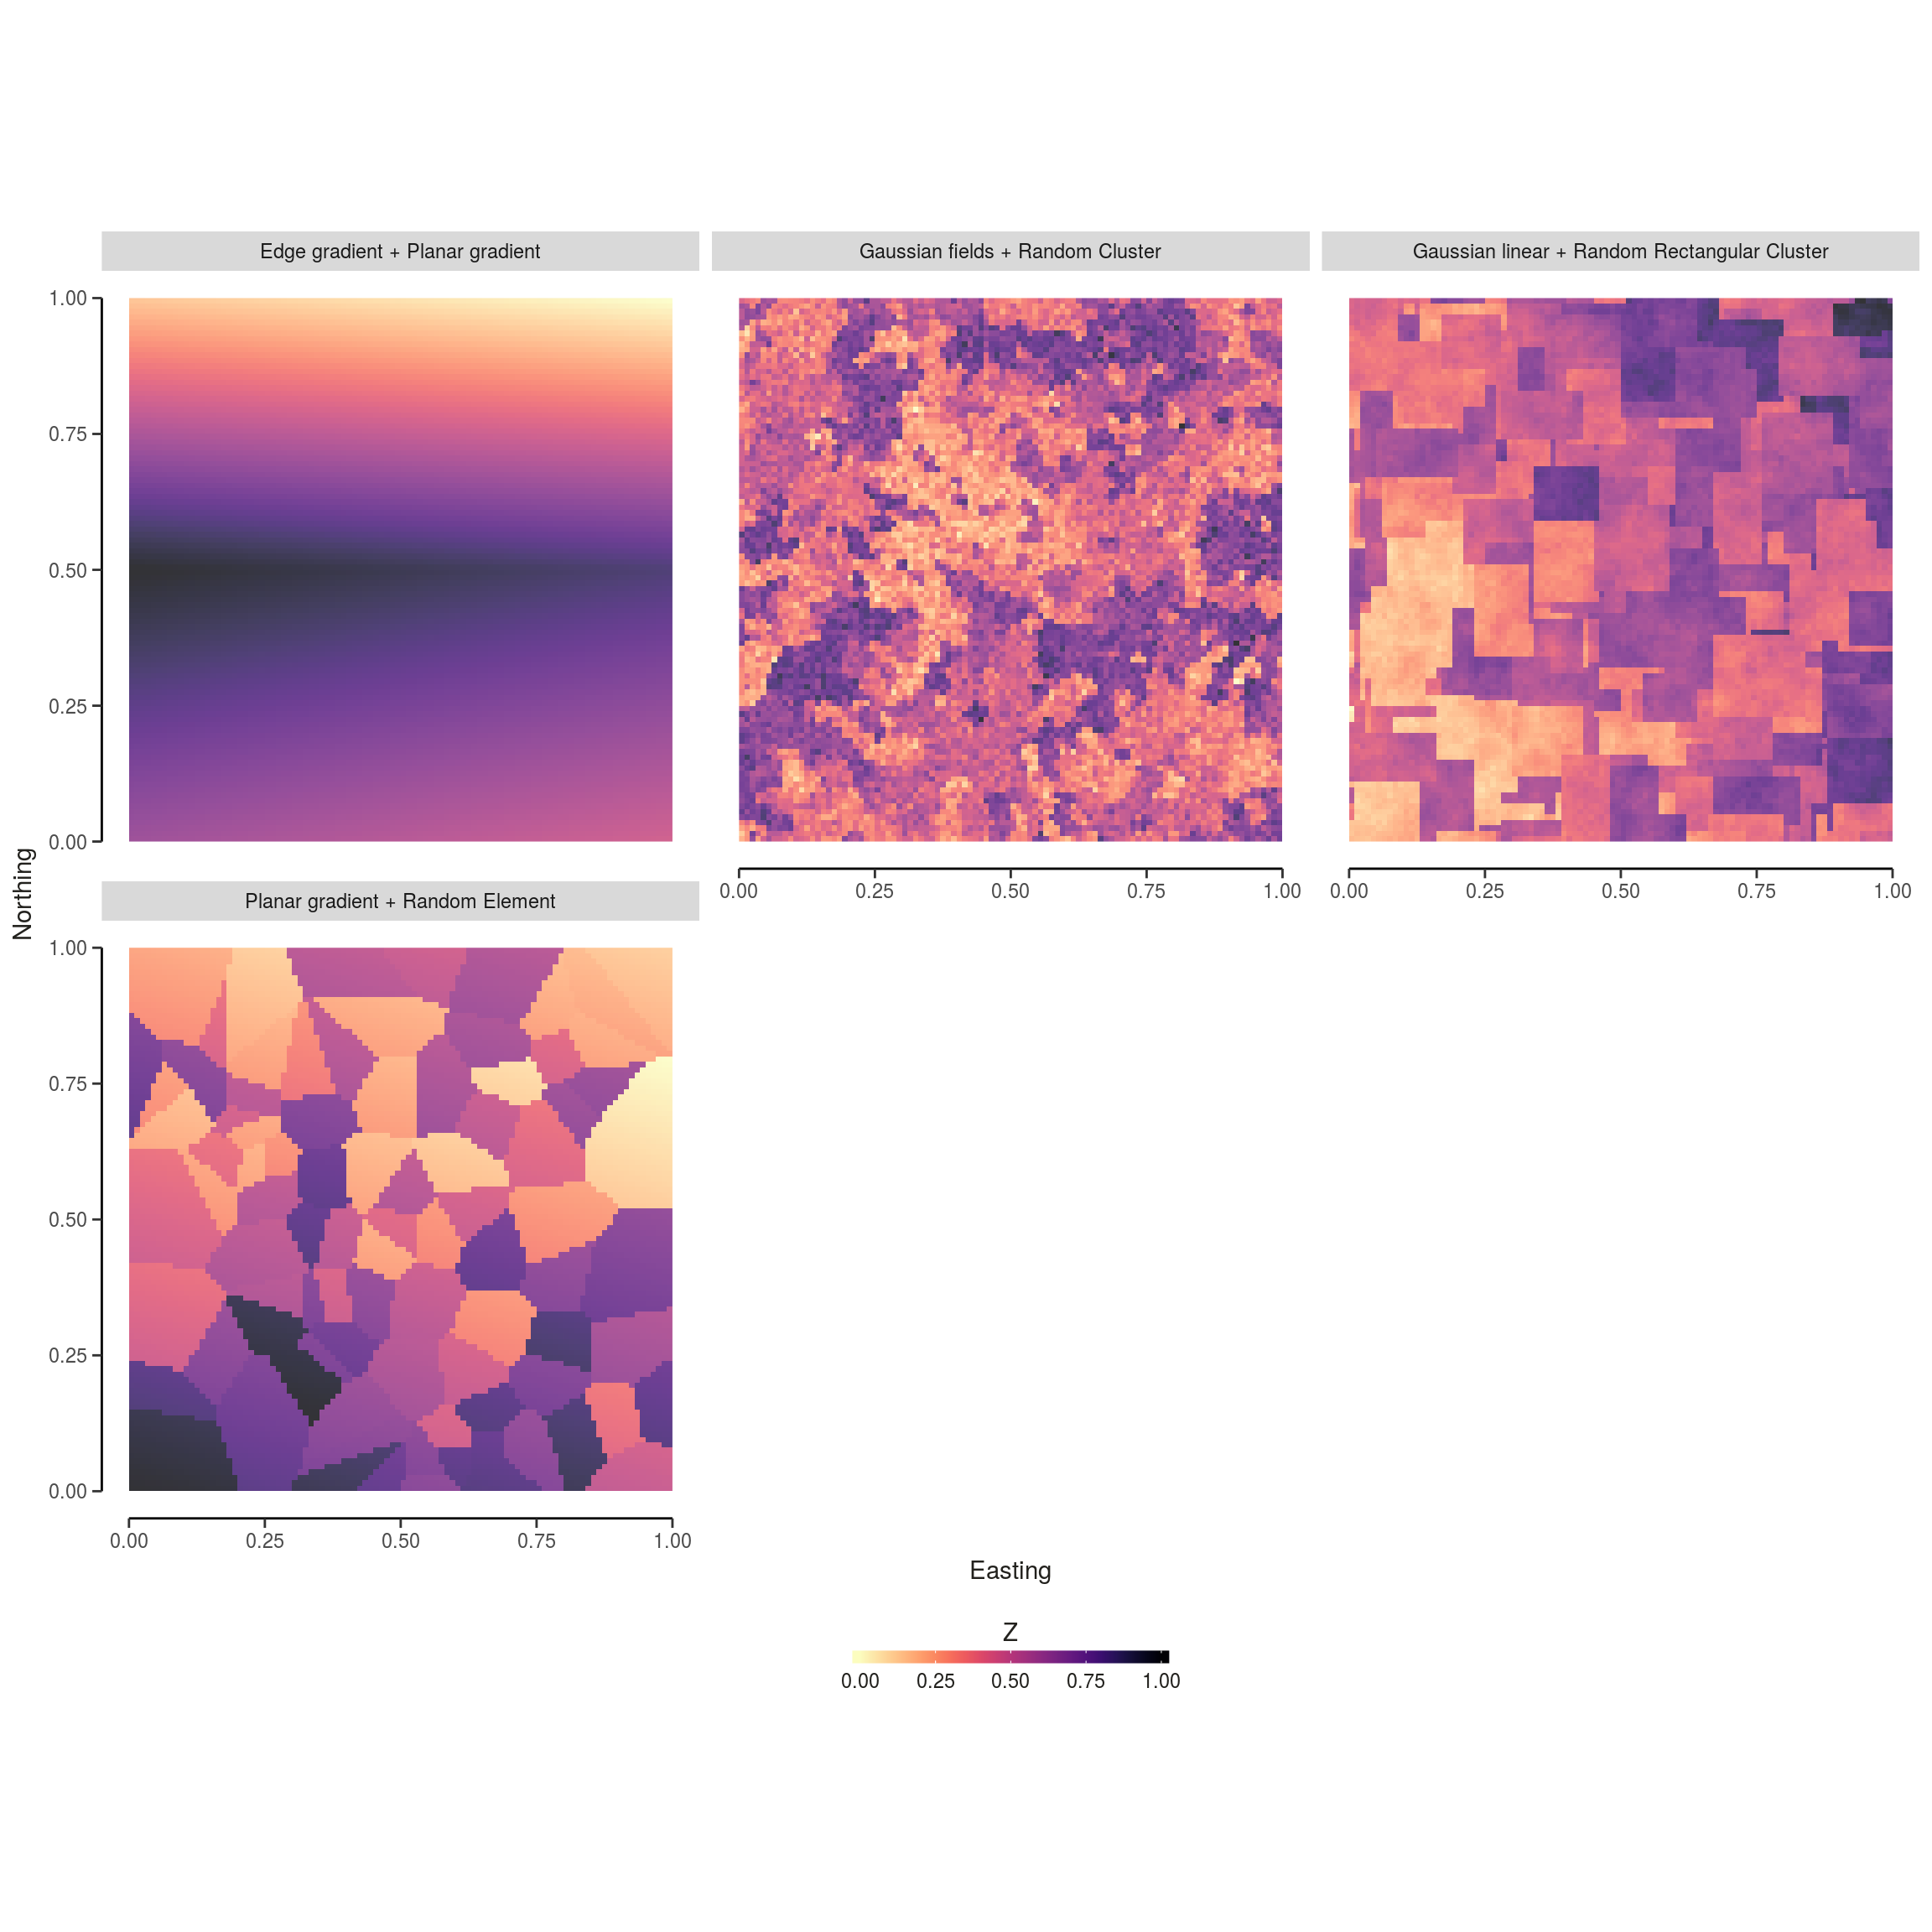 Edge gradient + Planar gradient
Gaussian fields + Random Cluster
Gaussian linear + Random Rectangular Cluster
1.00
0.75
0.50
0.25
0.00
0.00 0.25 0.50 0.75 1.00
0.00 0.25 0.50 0.75 1.00
Northing
Planar gradient + Random Element
1.00
0.75
0.50
0.25
0.00
0.00 0.25 0.50 0.75 1.00
Easting
Z
0.00 0.25 0.50 0.75 1.00